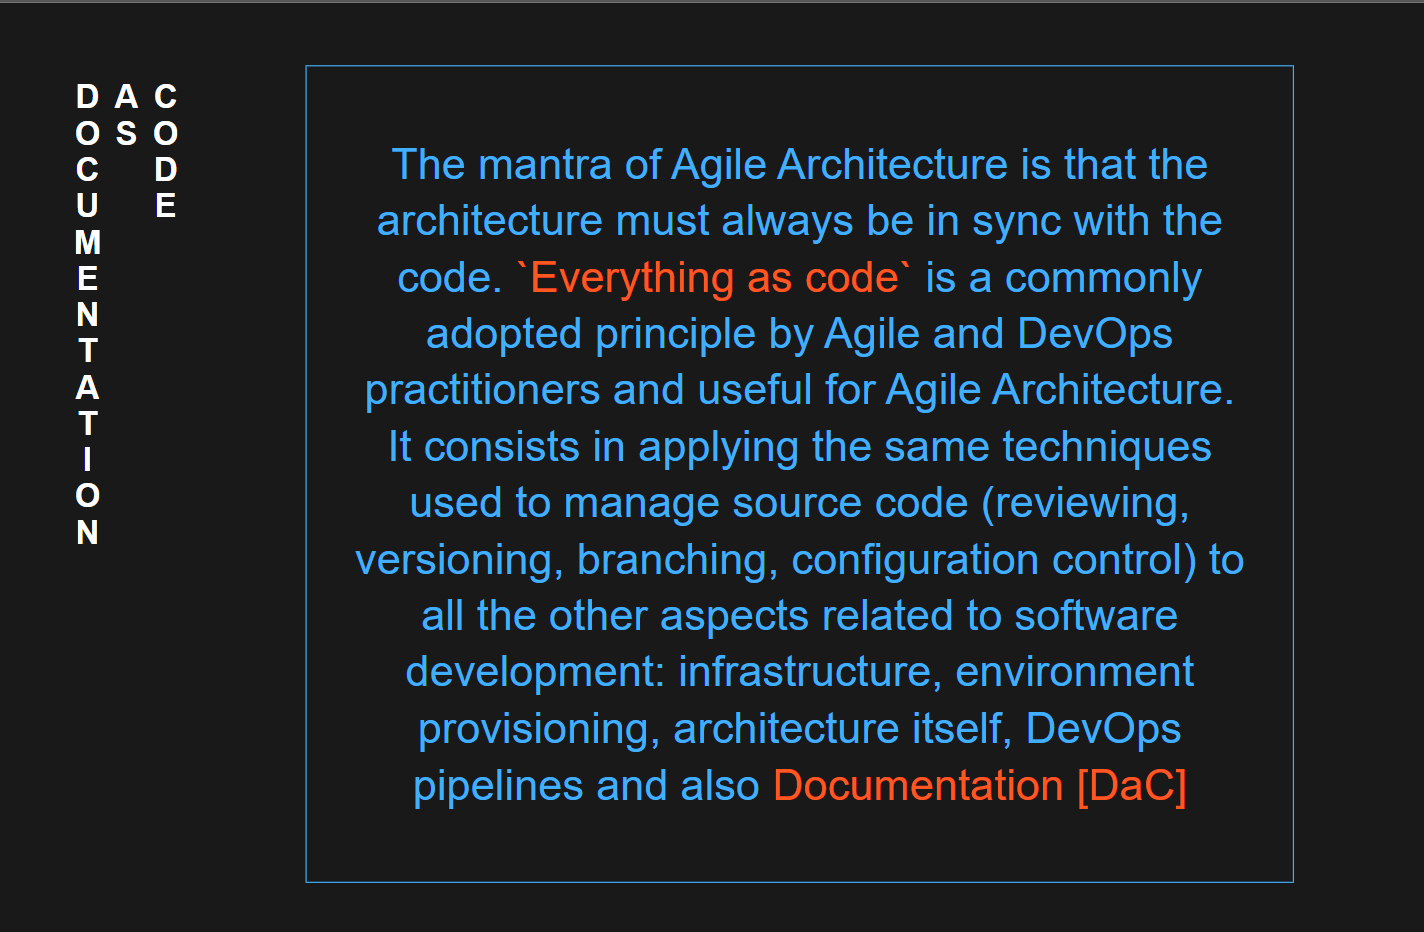 DOCUMENTATION
AS
CODE
The mantra of Agile Architecture is that the
architecture must always be in sync with the
code. `Everything as code` is a commonly
adopted principle by Agile and DevOps
practitioners and useful for Agile Architecture.
It consists in applying the same techniques
used to manage source code (reviewing,
versioning, branching, configuration control) to
all the other aspects related to software
development: infrastructure, environment
provisioning, architecture itself, DevOps
pipelines and also Documentation [DaC]